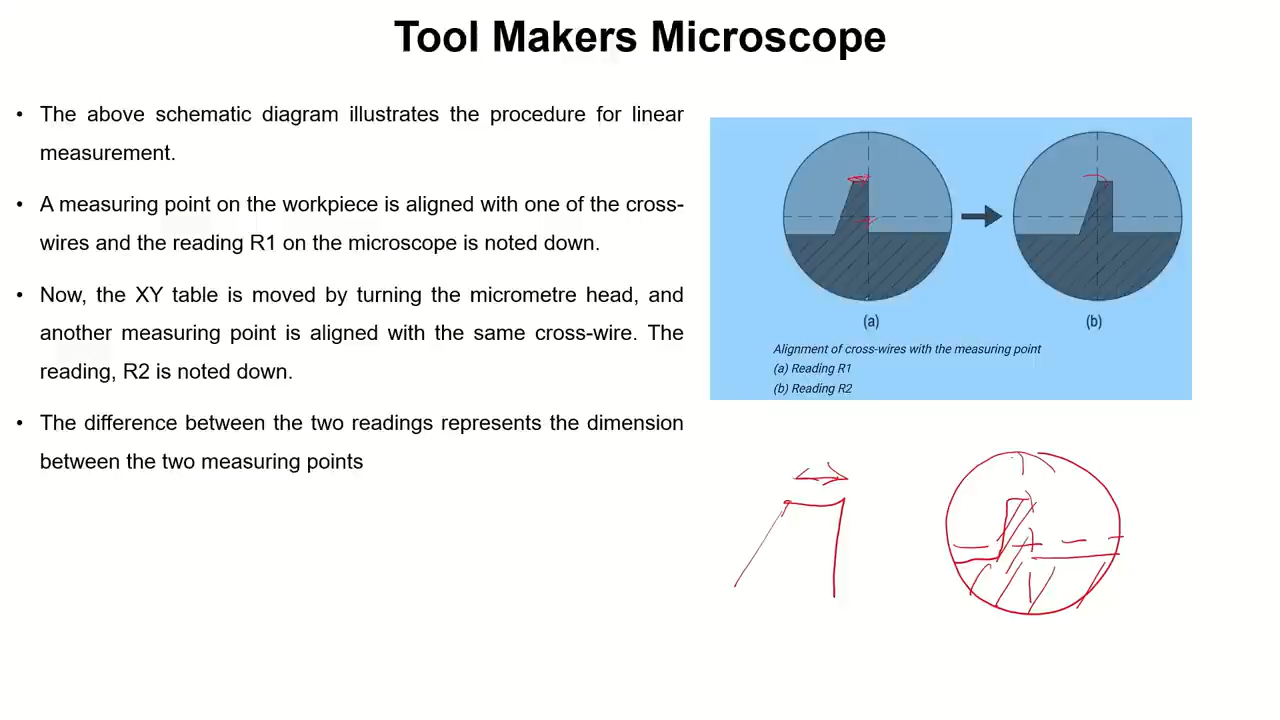 Tool Makers Microscope
• The above schematic diagram illustrates the procedure for linear
measurement.
• A measuring point on the workpiece is aligned with one of the cross-
wires and the reading R1 on the microscope is noted down.
• Now, the XY table is moved by turning the micrometre head, and
another measuring point is aligned with the same cross-wire. The
reading, R2 is noted down.
• The difference between the two readings represents the dimension
between the two measuring points
(a)
(b)
Alignment of cross-wires with the measuring point
(a) Reading R1
(b) Reading R2